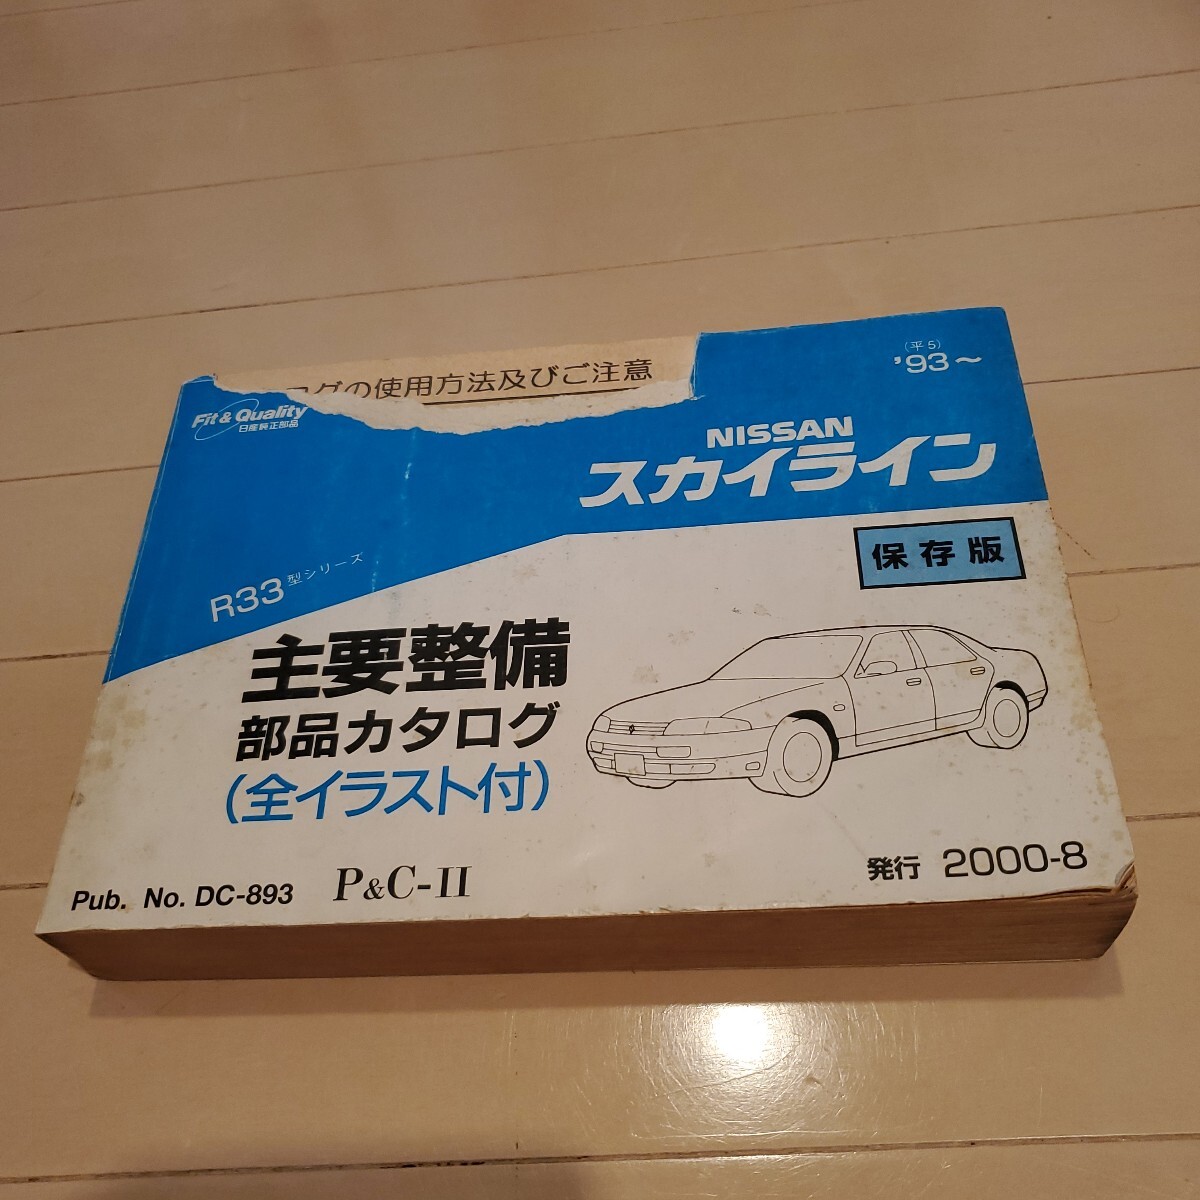 ログの使用方法及びご注意
Fit & Quality
日産純正部品
(平5)
'93～
NISSAN
スカイライン
保存版
R33型シリーズ
主要整備
部品カタログ
(全イラスト付)
Pub. No. DC-893 P&C-II
発行 2000-8